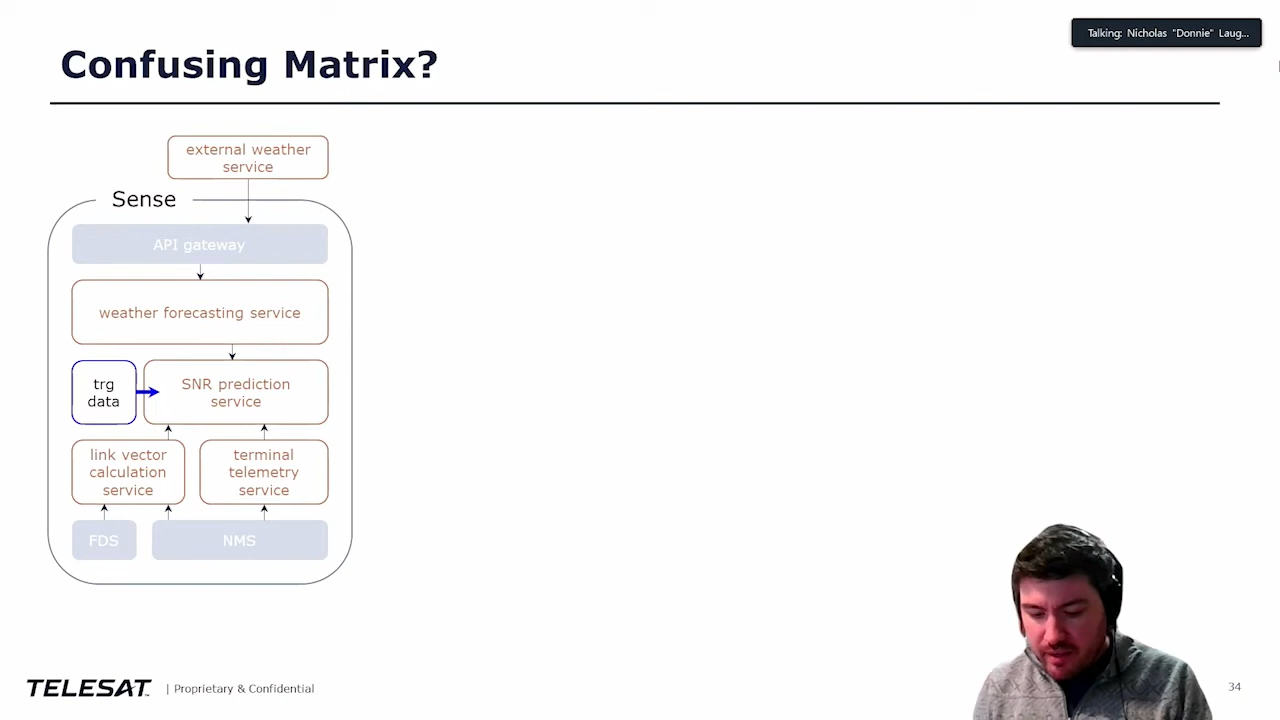 Talking: Nicholas "Donnie" Laug...
Confusing Matrix?
external weather
service
Sense
API gateway
weather forecasting service
trg
data
SNR prediction
service
link vector
calculation
service
terminal
telemetry
service
FDS
NMS
TELESAT™ | Proprietary & Confidential
34